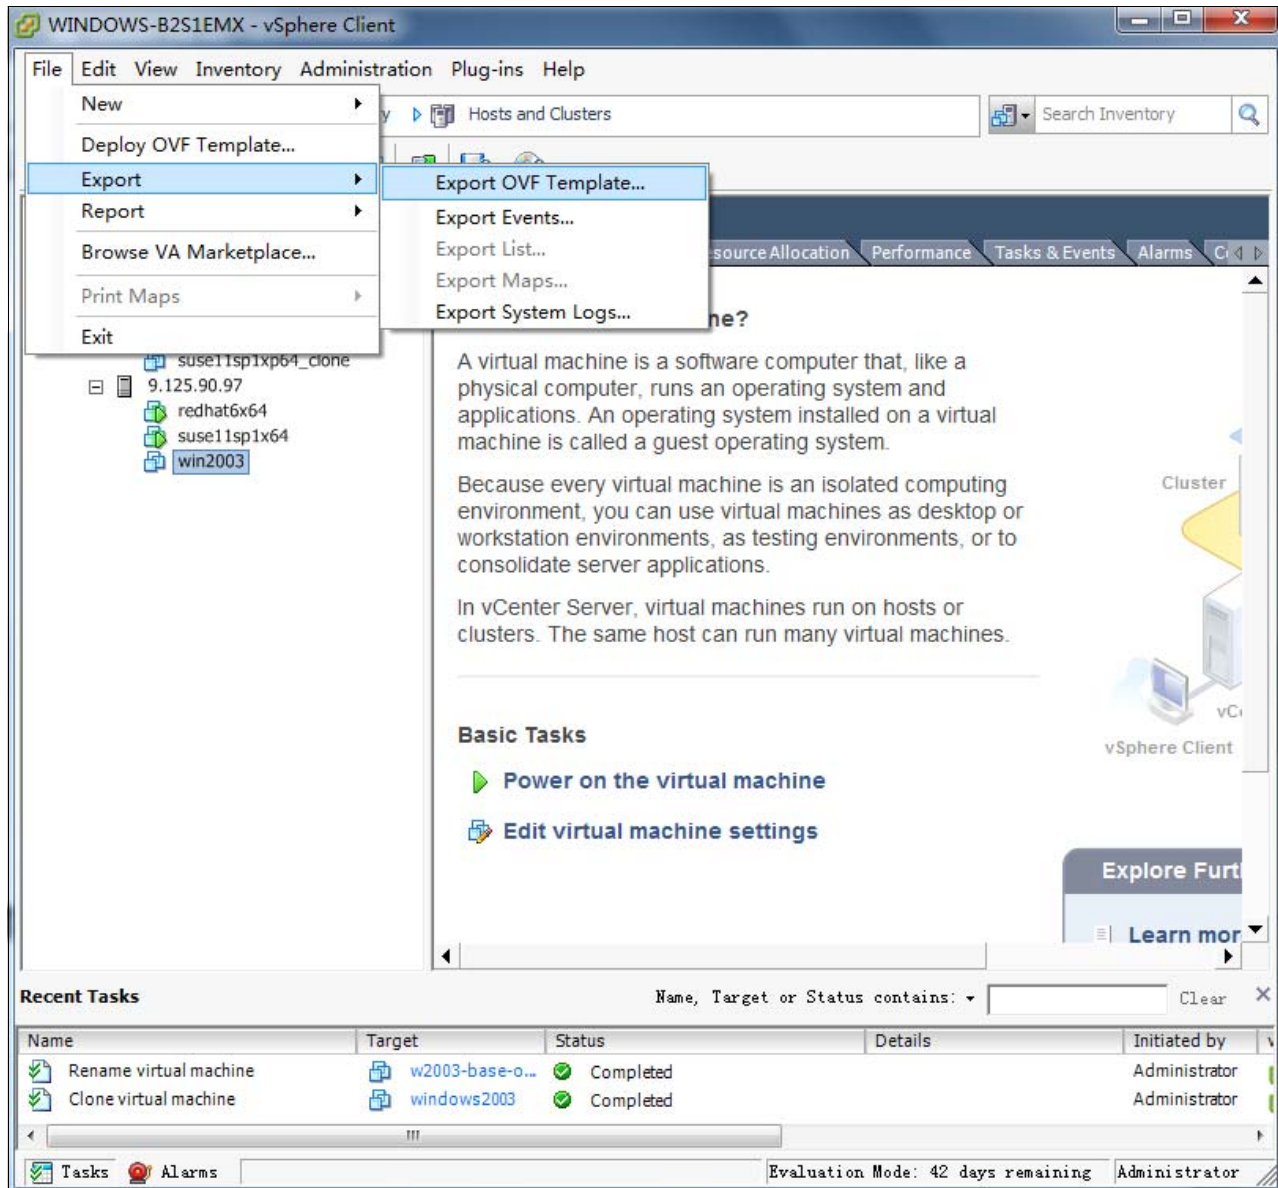 WINDOWS-B2S1EMX - vSphere Client
File Edit View Inventory Administration Plug-ins Help
New
Hosts and Clusters
Search Inventory
Deploy OVF Template...
Export
Export OVF Template...
Report
Export Events...
Browse VA Marketplace...
Export List...
source Allocation Performance Tasks & Events Alarms
Print Maps
Export Maps...
Exit
Export System Logs...
ne?
suse11sp1xp64_clone
9.125.90.97
redhat6x64
suse11sp1x64
win2003
A virtual machine is a software computer that, like a
physical computer, runs an operating system and
applications. An operating system installed on a virtual
machine is called a guest operating system.
Because every virtual machine is an isolated computing
environment, you can use virtual machines as desktop or
workstation environments, as testing environments, or to
consolidate server applications.
In vCenter Server, virtual machines run on hosts or
clusters. The same host can run many virtual machines.
Cluster
vC
vSphere Client
Basic Tasks
Power on the virtual machine
Edit virtual machine settings
Explore Furt
Learn mor
Recent Tasks
Name, Target or Status contains:
Clear
Name Target Status Details Initiated by
Rename virtual machine w2003-base-o... Completed Administrator
Clone virtual machine windows2003 Completed Administrator
Tasks Alarms Evaluation Mode: 42 days remaining Administrator